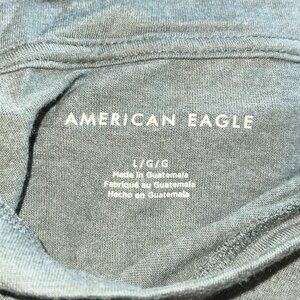 AMERICAN EAGLE
L/G/G
Made in Guatemala
Fabriqué au Guatemala
Hecho en Guatemala